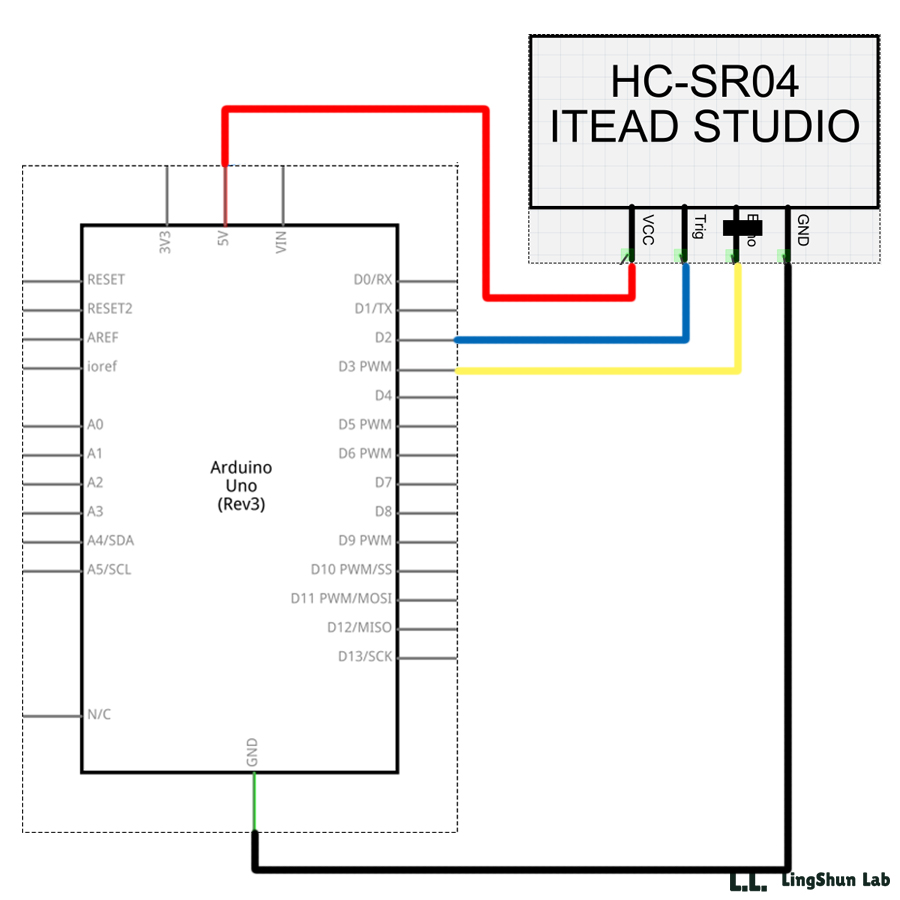 HC-SR04
ITEAD STUDIO
VCC
Trig
GND
3V3
5V
VIN
RESET
RESET2
AREF
ioref
A0
A1
A2
A3
A4/SDA
A5/SCL
N/C
D0/RX
D1/TX
D2
D3 PWM
D4
D5 PWM
D6 PWM
D7
D8
D9 PWM
D10 PWM/SS
D11 PWM/MOSI
D12/MISO
D13/SCK
Arduino
Uno
(Rev3)
GND
L.L. LingShun Lab